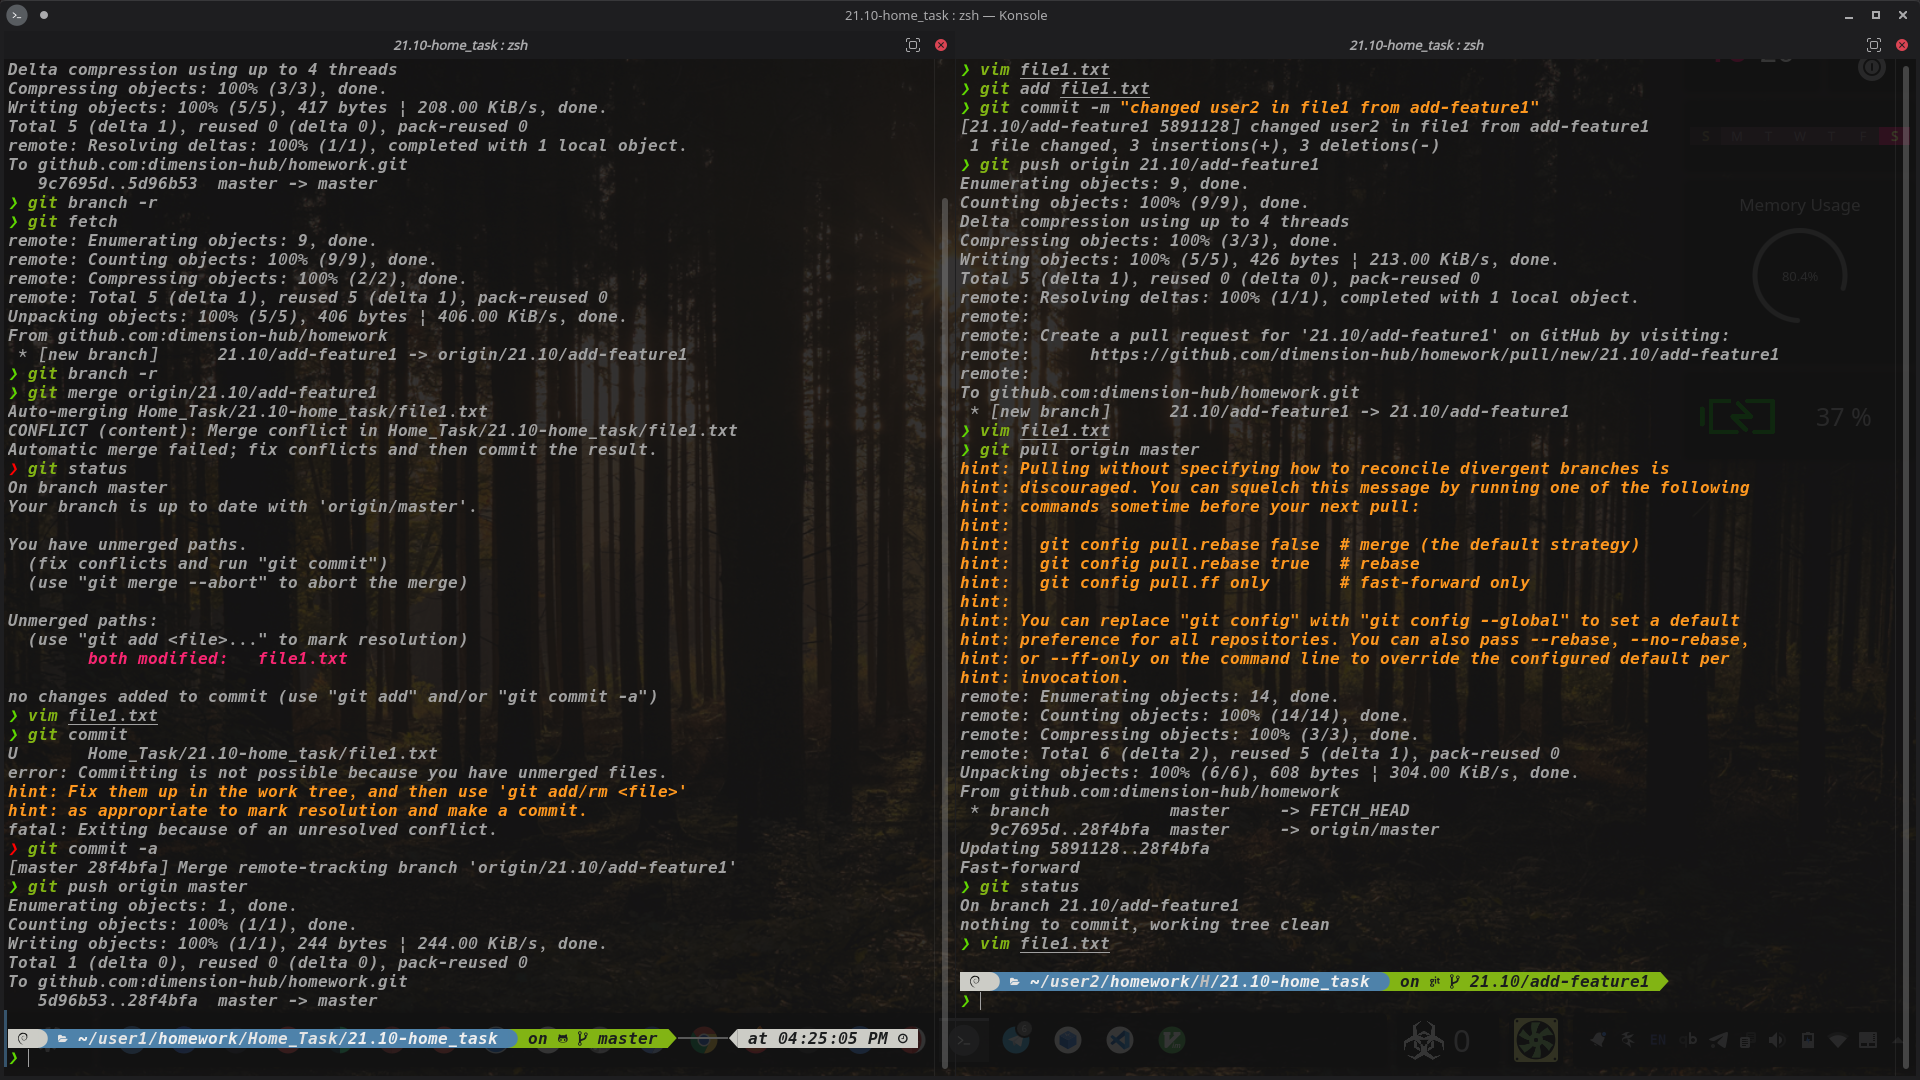 21.10-home_task : zsh — Konsole
21.10-home_task : zsh
Delta compression using up to 4 threads
Compressing objects: 100% (3/3), done.
Writing objects: 100% (5/5), 417 bytes ¦ 208.00 KiB/s, done.
Total 5 (delta 1), reused 0 (delta 0), pack-reused 0
remote: Resolving deltas: 100% (1/1), completed with 1 local object.
To github.com:dimension-hub/homework.git
   9c7695d..5d96b53  master -> master
❯ git branch -r
❯ git fetch
remote: Enumerating objects: 9, done.
remote: Counting objects: 100% (9/9), done.
remote: Compressing objects: 100% (2/2), done.
remote: Total 5 (delta 1), reused 5 (delta 1), pack-reused 0
Unpacking objects: 100% (5/5), 406 bytes ¦ 406.00 KiB/s, done.
From github.com:dimension-hub/homework
 * [new branch]      21.10/add-feature1 -> origin/21.10/add-feature1
❯ git branch -r
❯ git merge origin/21.10/add-feature1
Auto-merging Home_Task/21.10-home_task/file1.txt
CONFLICT (content): Merge conflict in Home_Task/21.10-home_task/file1.txt
Automatic merge failed; fix conflicts and then commit the result.
❯ git status
On branch master
Your branch is up to date with 'origin/master'.
You have unmerged paths.
  (fix conflicts and run "git commit")
  (use "git merge --abort" to abort the merge)
Unmerged paths:
  (use "git add <file>..." to mark resolution)
        both modified:   file1.txt
no changes added to commit (use "git add" and/or "git commit -a")
❯ vim file1.txt
❯ git commit
U       Home_Task/21.10-home_task/file1.txt
error: Committing is not possible because you have unmerged files.
hint: Fix them up in the work tree, and then use 'git add/rm <file>'
hint: as appropriate to mark resolution and make a commit.
fatal: Exiting because of an unresolved conflict.
❯ git commit -a
[master 28f4bfa] Merge remote-tracking branch 'origin/21.10/add-feature1'
❯ git push origin master
Enumerating objects: 1, done.
Counting objects: 100% (1/1), done.
Writing objects: 100% (1/1), 244 bytes ¦ 244.00 KiB/s, done.
Total 1 (delta 0), reused 0 (delta 0), pack-reused 0
To github.com:dimension-hub/homework.git
   5d96b53..28f4bfa  master -> master
~/user1/homework/Home_Task/21.10-home_task on master at 04:25:05 PM
❯
21.10-home_task : zsh
❯ vim file1.txt
❯ git add file1.txt
❯ git commit -m "changed user2 in file1 from add-feature1"
[21.10/add-feature1 5891128] changed user2 in file1 from add-feature1
 1 file changed, 3 insertions(+), 3 deletions(-)
❯ git push origin 21.10/add-feature1
Enumerating objects: 9, done.
Counting objects: 100% (9/9), done.
Delta compression using up to 4 threads
Compressing objects: 100% (3/3), done.
Writing objects: 100% (5/5), 426 bytes ¦ 213.00 KiB/s, done.
Total 5 (delta 1), reused 0 (delta 0), pack-reused 0
remote: Resolving deltas: 100% (1/1), completed with 1 local object.
remote:
remote: Create a pull request for '21.10/add-feature1' on GitHub by visiting:
remote:      https://github.com/dimension-hub/homework/pull/new/21.10/add-feature1
remote:
To github.com:dimension-hub/homework.git
 * [new branch]      21.10/add-feature1 -> 21.10/add-feature1
❯ vim file1.txt
❯ git pull origin master
hint: Pulling without specifying how to reconcile divergent branches is
hint: discouraged. You can squelch this message by running one of the following
hint: commands sometime before your next pull:
hint:
hint:   git config pull.rebase false  # merge (the default strategy)
hint:   git config pull.rebase true   # rebase
hint:   git config pull.ff only       # fast-forward only
hint:
hint: You can replace "git config" with "git config --global" to set a default
hint: preference for all repositories. You can also pass --rebase, --no-rebase,
hint: or --ff-only on the command line to override the configured default per
hint: invocation.
remote: Enumerating objects: 14, done.
remote: Counting objects: 100% (14/14), done.
remote: Compressing objects: 100% (3/3), done.
remote: Total 6 (delta 2), reused 5 (delta 1), pack-reused 0
Unpacking objects: 100% (6/6), 608 bytes ¦ 304.00 KiB/s, done.
From github.com:dimension-hub/homework
 * branch            master     -> FETCH_HEAD
   9c7695d..28f4bfa  master     -> origin/master
Updating 5891128..28f4bfa
Fast-forward
❯ git status
On branch 21.10/add-feature1
nothing to commit, working tree clean
❯ vim file1.txt
~/user2/homework/H/21.10-home_task on git 21.10/add-feature1
❯
S M T W T F S
Memory Usage
80.4%
37 %
0
EN